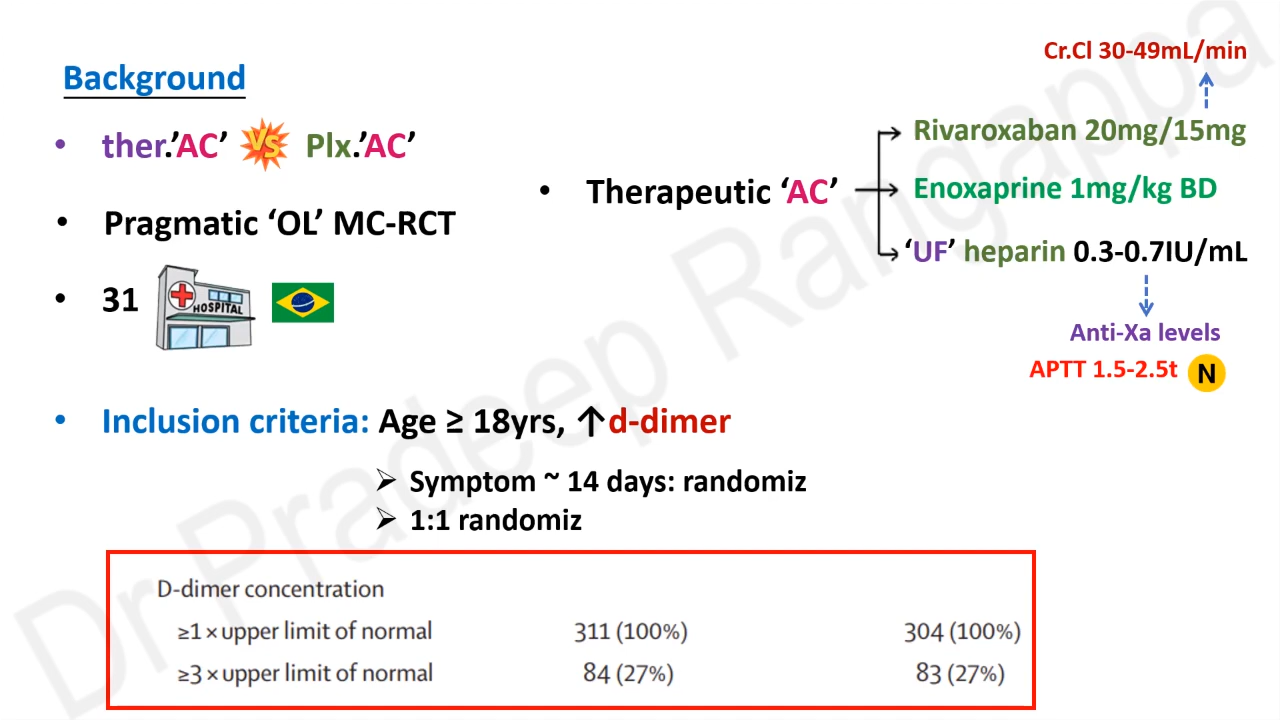 Background
• ther.’AC’ VS Plx.’AC’
• Pragmatic ‘OL’ MC-RCT
• 31 HOSPITAL
• Therapeutic ‘AC’
Cr.Cl 30-49mL/min
Rivaroxaban 20mg/15mg
Enoxaprine 1mg/kg BD
‘UF’ heparin 0.3-0.7IU/mL
Anti-Xa levels
APTT 1.5-2.5t N
• Inclusion criteria: Age ≥ 18yrs, ↑d-dimer
➢ Symptom ~ 14 days: randomiz
➢ 1:1 randomiz
D-dimer concentration
≥1 × upper limit of normal 311 (100%) 304 (100%)
≥3 × upper limit of normal 84 (27%) 83 (27%)
Dr Pradeep Rangappa